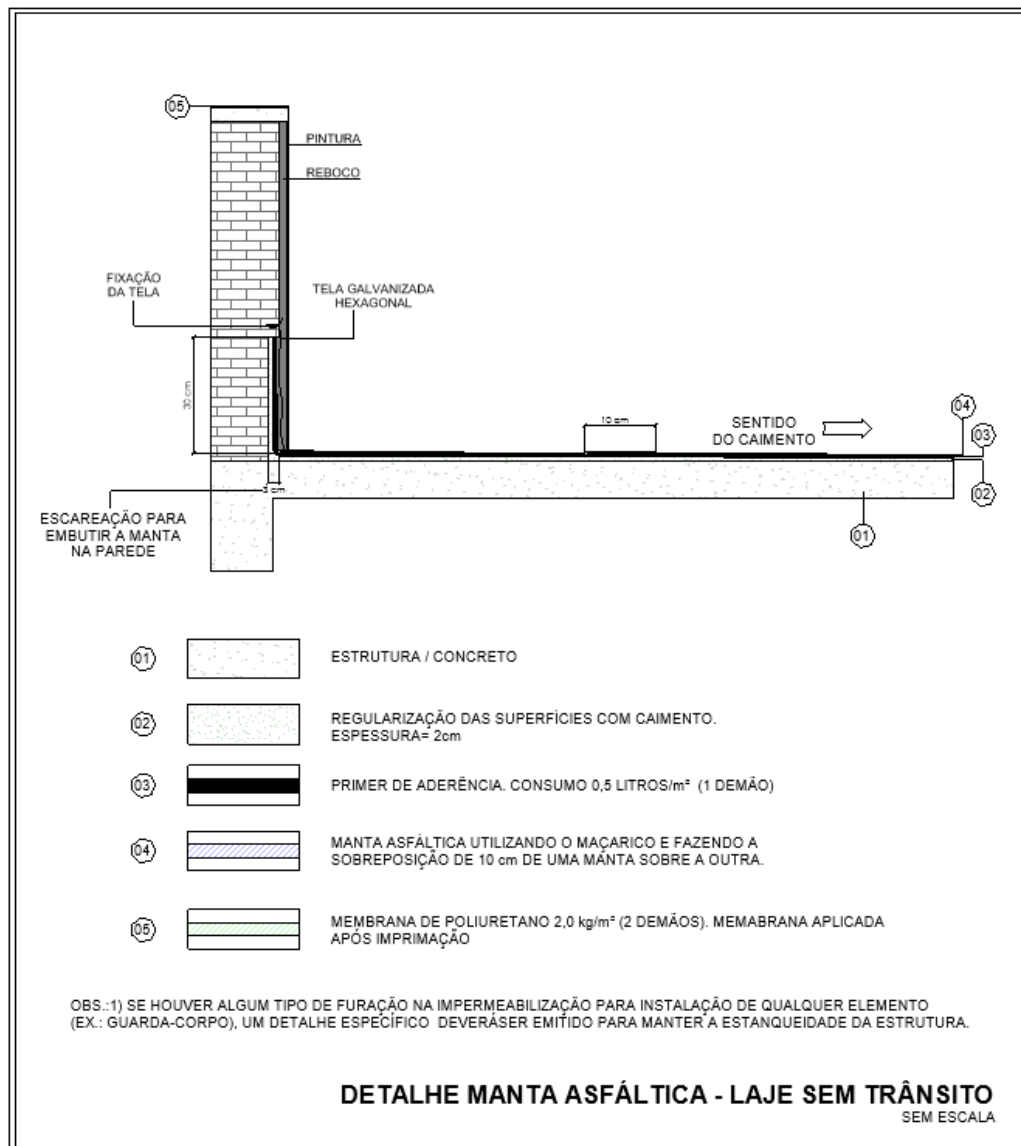 05
PINTURA
REBOCO
FIXAÇÃO
DA TELA
TELA GALVANIZADA
HEXAGONAL
30 cm
10 cm
SENTIDO
DO CAIMENTO
04
03
02
01
3 cm
ESCAREAÇÃO PARA
EMBUTIR A MANTA
NA PAREDE
01 ESTRUTURA / CONCRETO
02 REGULARIZAÇÃO DAS SUPERFÍCIES COM CAIMENTO.
ESPESSURA= 2cm
03 PRIMER DE ADERÊNCIA. CONSUMO 0,5 LITROS/m² (1 DEMÃO)
04 MANTA ASFÁLTICA UTILIZANDO O MAÇARICO E FAZENDO A
SOBREPOSIÇÃO DE 10 cm DE UMA MANTA SOBRE A OUTRA.
05 MEMBRANA DE POLIURETANO 2,0 kg/m² (2 DEMÃOS). MEMABRANA APLICADA
APÓS IMPRIMAÇÃO
OBS.:1) SE HOUVER ALGUM TIPO DE FURAÇÃO NA IMPERMEABILIZAÇÃO PARA INSTALAÇÃO DE QUALQUER ELEMENTO
(EX.: GUARDA-CORPO), UM DETALHE ESPECÍFICO DEVERÁSER EMITIDO PARA MANTER A ESTANQUEIDADE DA ESTRUTURA.
DETALHE MANTA ASFÁLTICA - LAJE SEM TRÂNSITO
SEM ESCALA